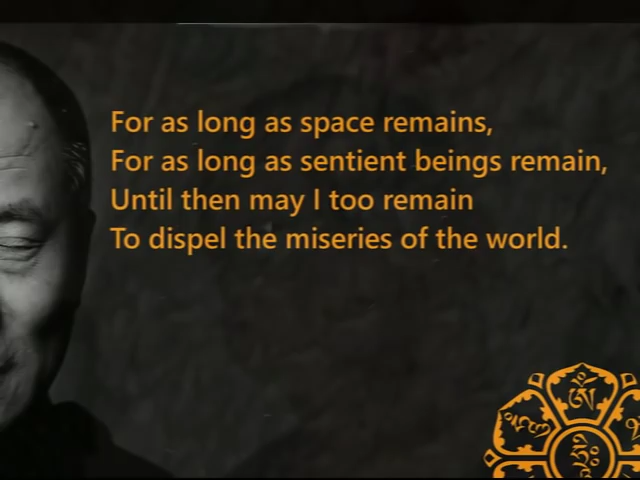 For as long as space remains,
For as long as sentient beings remain,
Until then may I too remain
To dispel the miseries of the world.
ༀ